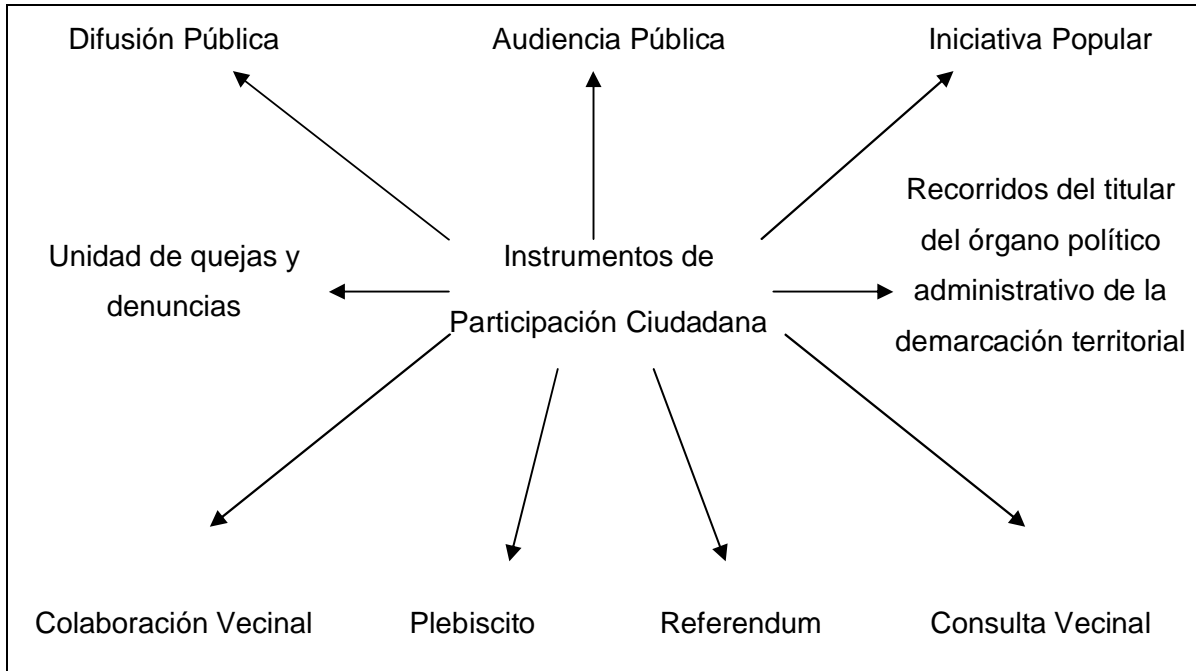 Difusión Pública
Audiencia Pública
Iniciativa Popular
Unidad de quejas y
denuncias
Instrumentos de
Participación Ciudadana
Recorridos del titular
del órgano político
administrativo de la
demarcación territorial
Colaboración Vecinal
Plebiscito
Referendum
Consulta Vecinal